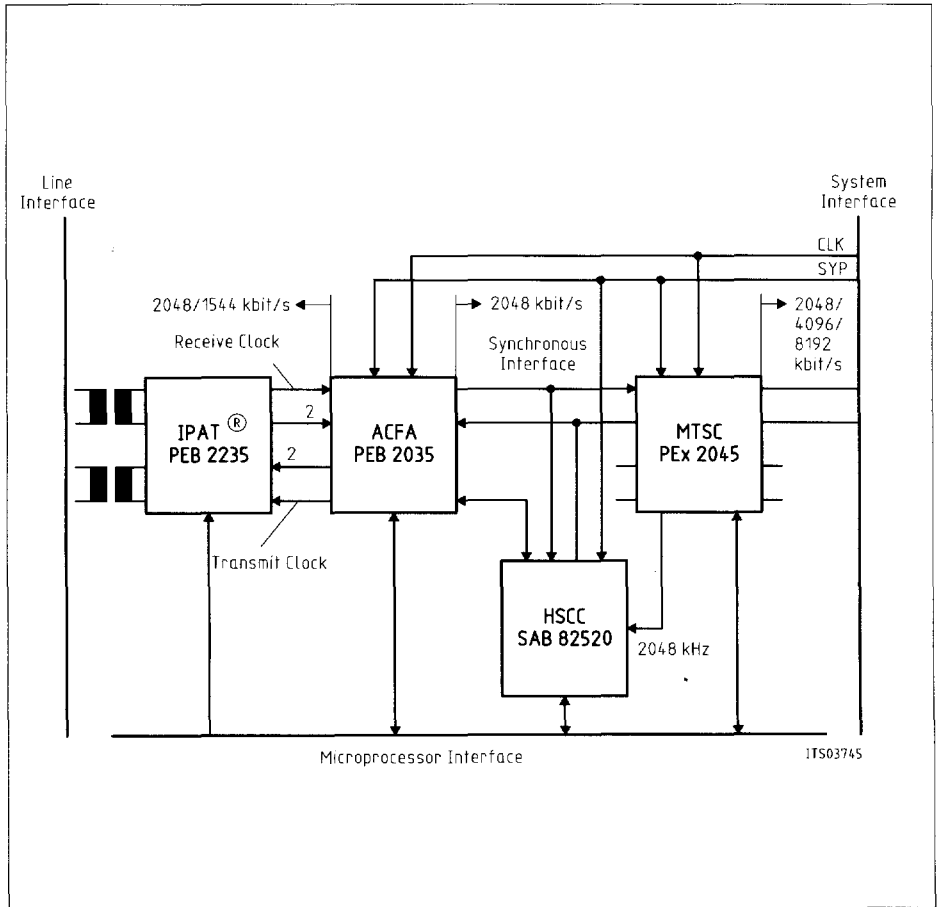 Line
Interface
System
Interface
CLK
SYP
2048/1544 kbit/s
2048 kbit/s
2048/
4096/
8192
kbit/s
Receive Clock
Synchronous
Interface
2
IPAT ®
PEB 2235
2
ACFA
PEB 2035
MTSC
PEx 2045
Transmit Clock
HSCC
SAB 82520
2048 kHz
Microprocessor Interface
ITS03745